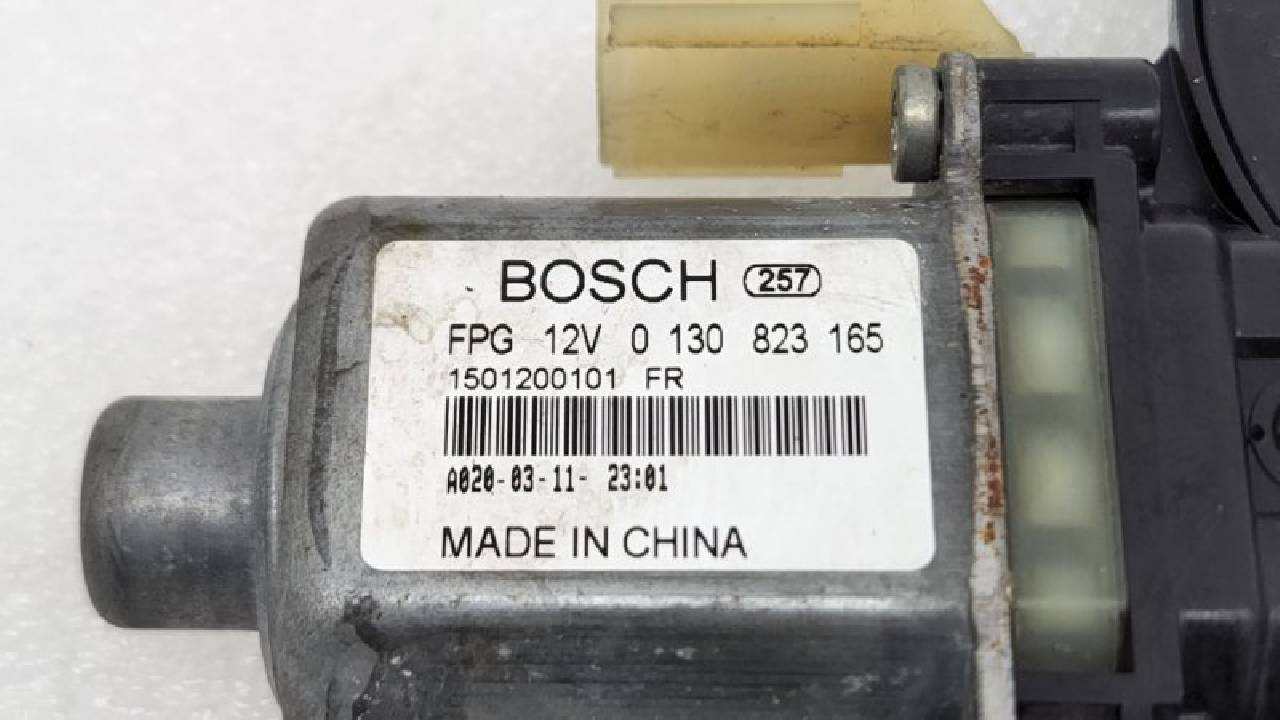 BOSCH 257
FPG 12V 0 130 823 165
1501200101 FR
A020-03-11- 23:01
MADE IN CHINA